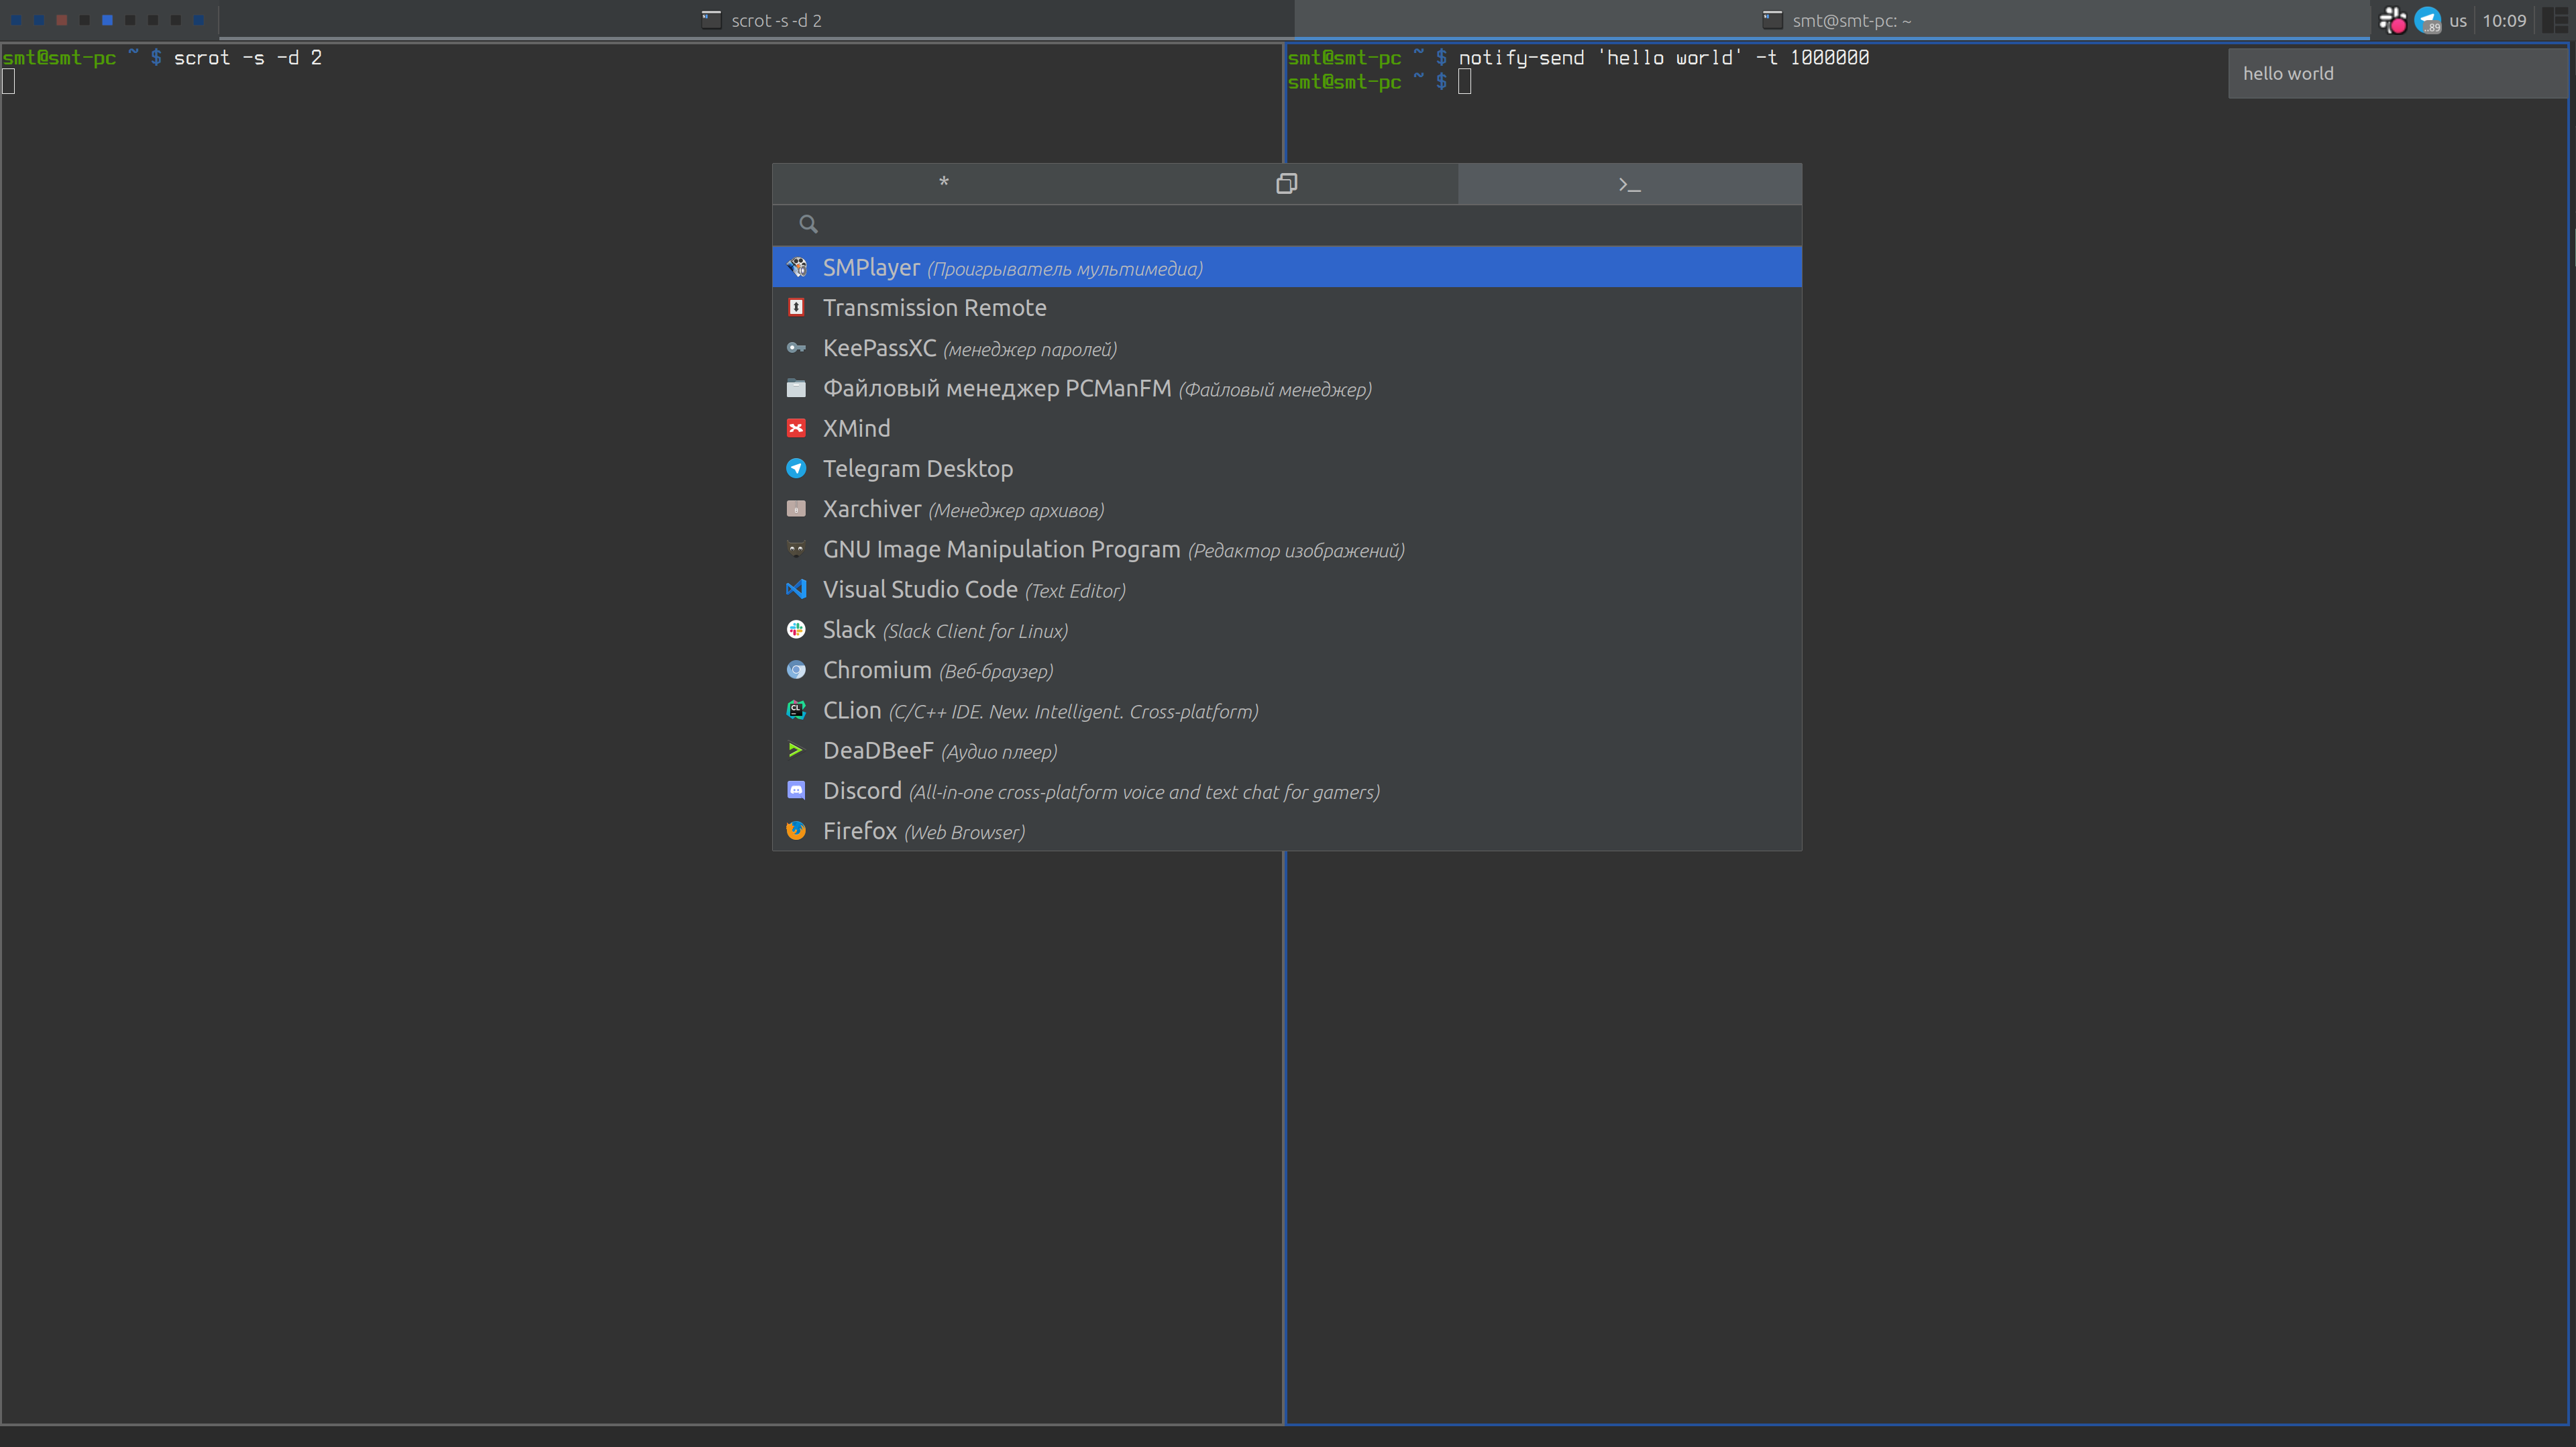 scrot -s -d 2
smt@smt-pc: ~
89
us
10:09
smt@smt-pc ~ $ scrot -s -d 2
smt@smt-pc ~ $ notify-send 'hello world' -t 1000000
smt@smt-pc ~ $
hello world
*
>_
SMPlayer (Проигрыватель мультимедиа)
Transmission Remote
KeePassXC (менеджер паролей)
Файловый менеджер PCManFM (Файловый менеджер)
XMind
Telegram Desktop
Xarchiver (Менеджер архивов)
GNU Image Manipulation Program (Редактор изображений)
Visual Studio Code (Text Editor)
Slack (Slack Client for Linux)
Chromium (Веб-браузер)
CLion (C/C++ IDE. New. Intelligent. Cross-platform)
DeaDBeeF (Аудио плеер)
Discord (All-in-one cross-platform voice and text chat for gamers)
Firefox (Web Browser)